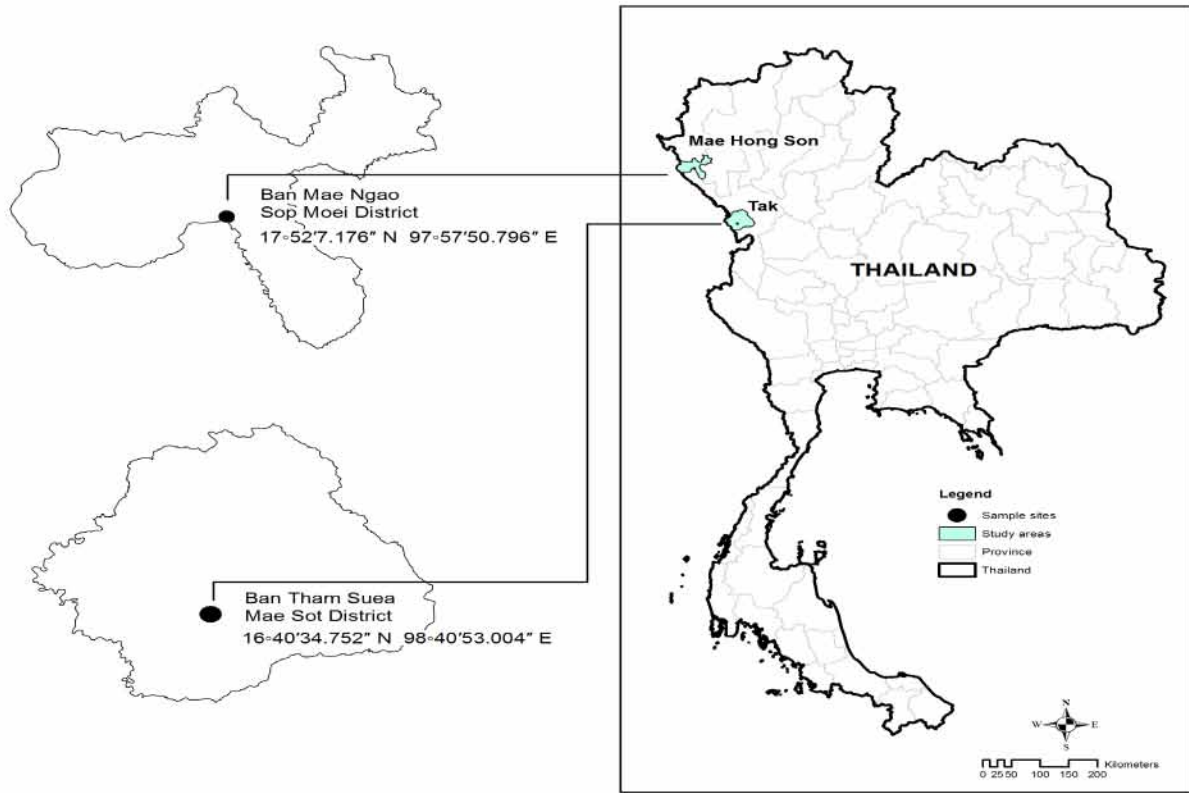 Ban Mae Ngao
Sop Moei District
17◦52′7.176″ N 97◦57′50.796″ E
Ban Tham Suea
Mae Sot District
16◦40′34.752″ N 98◦40′53.004″ E
Mae Hong Son
Tak
THAILAND
Legend
Sample sites
Study areas
Province
Thailand
N
W E
S
Kilometers
0 25 50 100 150 200